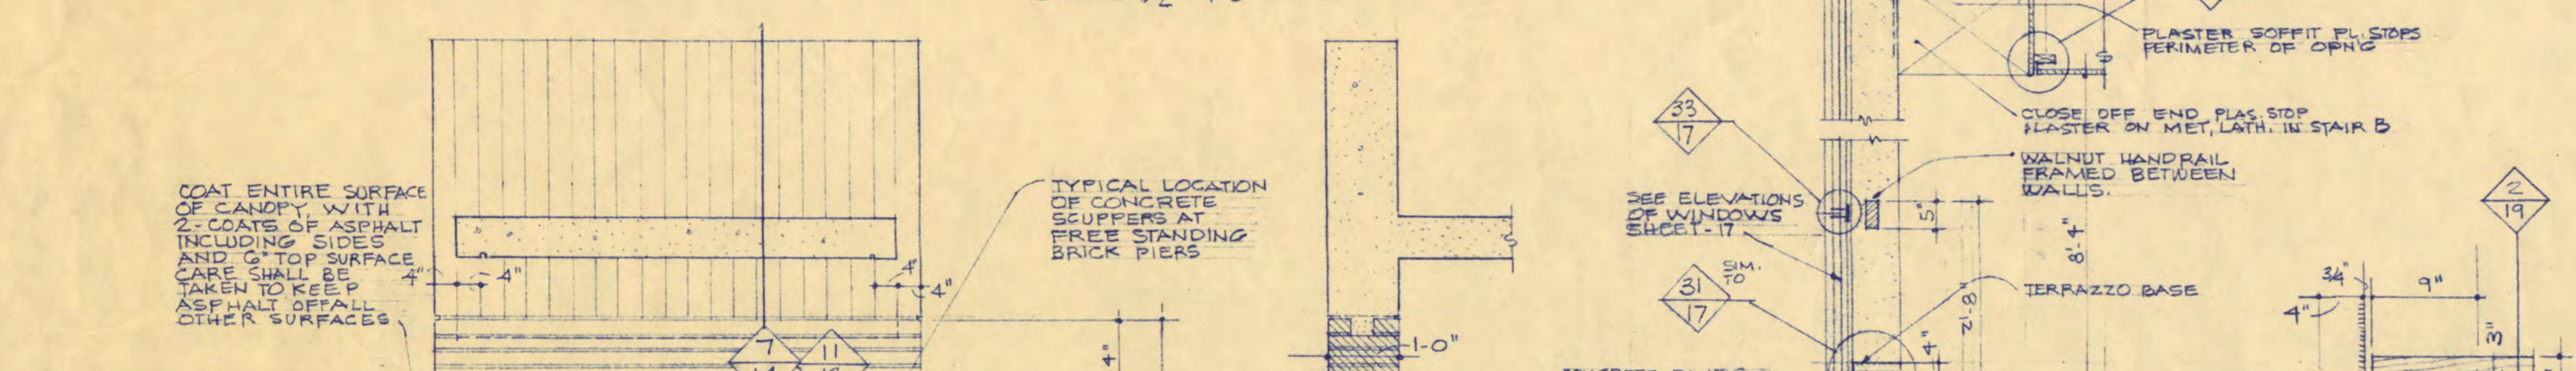 COAT ENTIRE SURFACE
OF CANOPY, WITH
2-COATS OF ASPHALT
INCLUDING SIDES
AND 6" TOP SURFACE
CARE SHALL BE
TAKEN TO KEEP
ASPHALT OFF ALL
OTHER SURFACES
4"
4"
4"
4"
7
11
TYPICAL LOCATION
OF CONCRETE
SCUPPERS AT
FREE STANDING
BRICK PIERS
4"
1-0"
33
17
SEE ELEVATIONS
OF WINDOWS
SHEET-17
31
17
SIM.
TO
PLASTER SOFFIT PL. STOPS
PERIMETER OF OPN'G
CLOSE OFF END PLAS. STOP
PLASTER ON MET, LATH. IN STAIR B
WALNUT HANDRAIL
FRAMED BETWEEN
WALLS.
5"
8'-4"
TERRAZZO BASE
2'-8"
4"
2
19
3/4"
9"
4"
3"